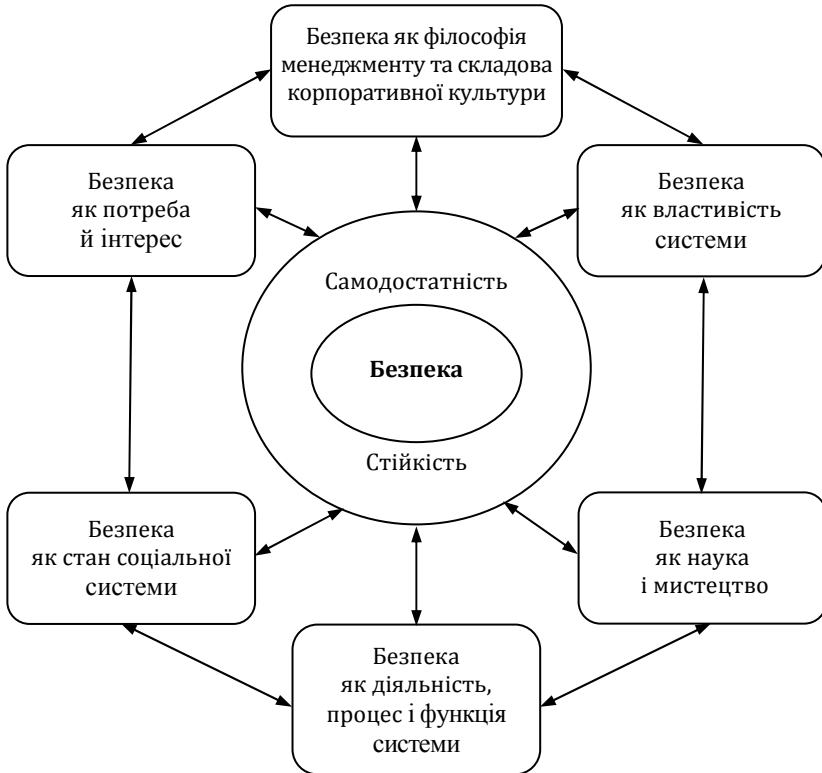 Безпека як філософія
менеджменту та складова
корпоративної культури
Безпека
як потреба
й інтерес
Безпека
як властивість
системи
Самодостатність
Безпека
Стійкість
Безпека
як стан соціальної
системи
Безпека
як наука
і мистецтво
Безпека
як діяльність,
процес і функція
системи